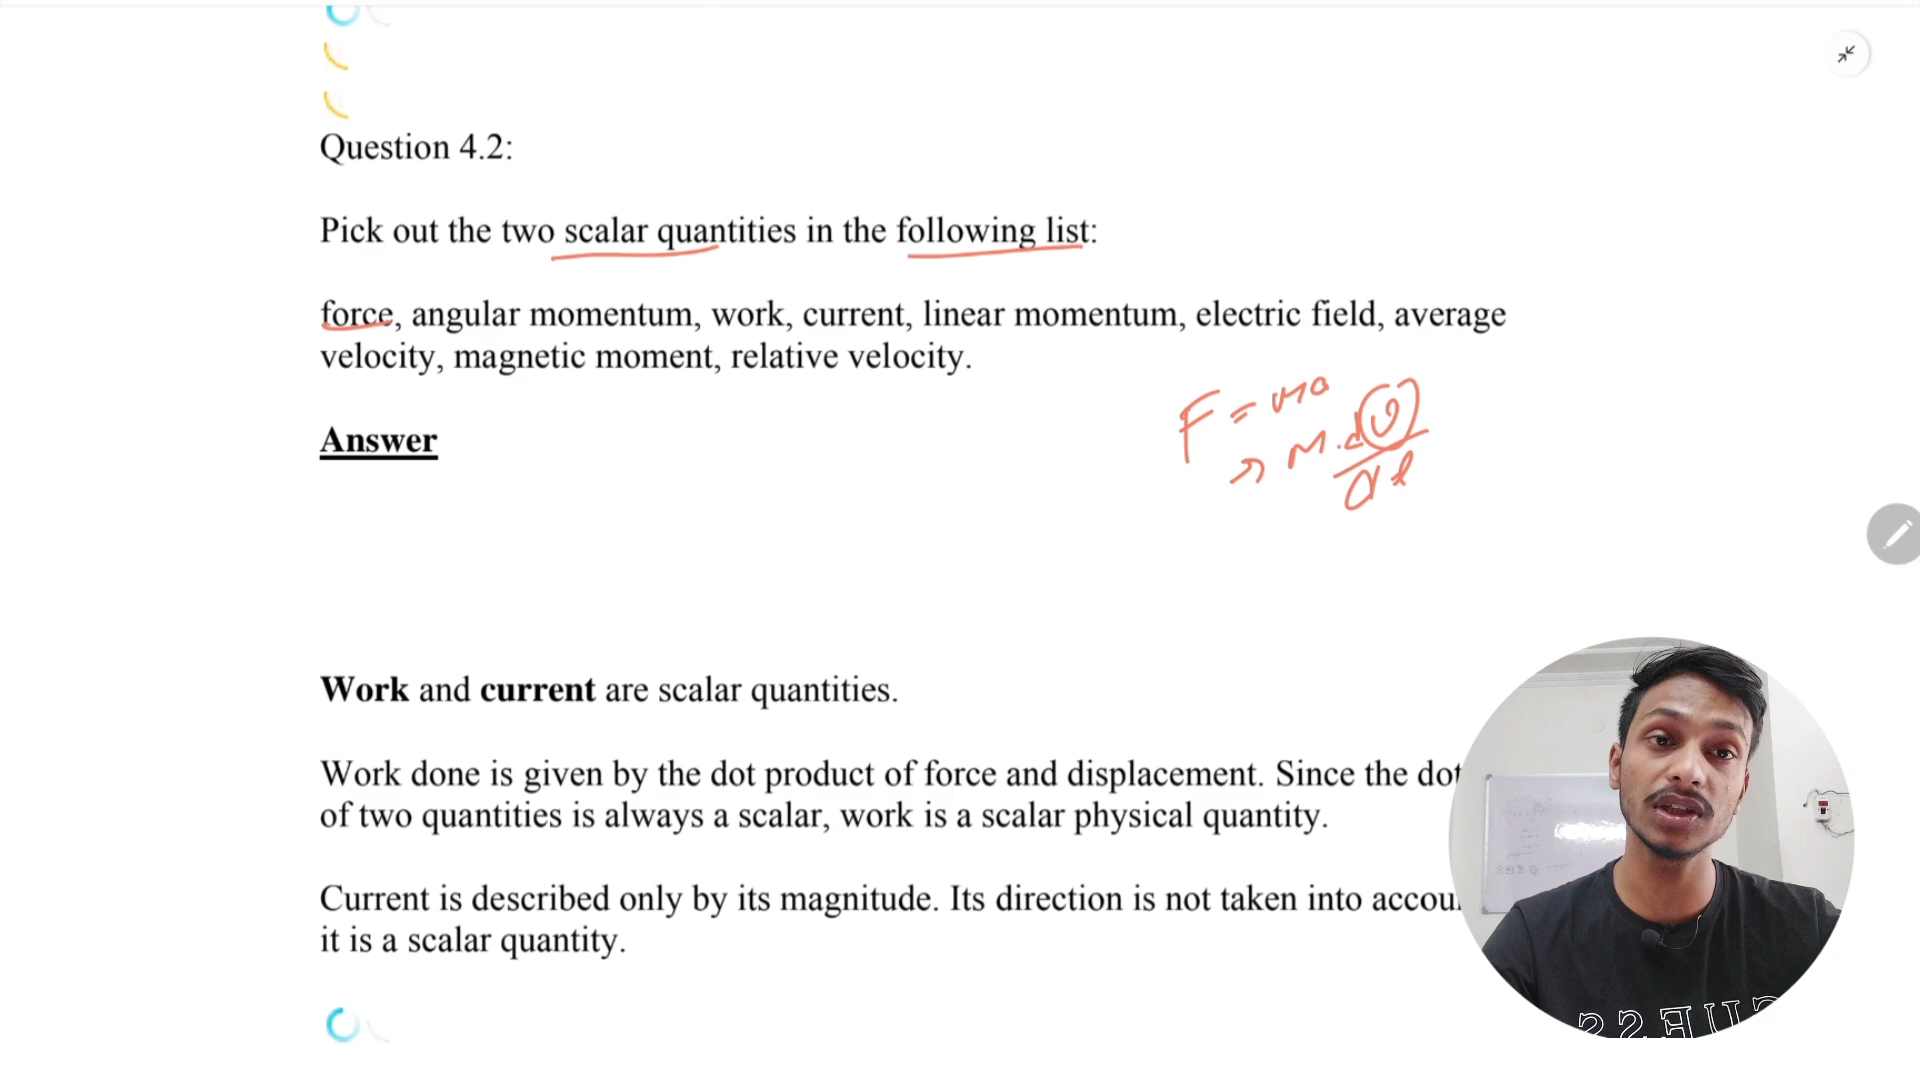 Question 4.2:
Pick out the two scalar quantities in the following list:
force, angular momentum, work, current, linear momentum, electric field, average
velocity, magnetic moment, relative velocity.
F = ma
M.dv
dt
Answer
Work and current are scalar quantities.
Work done is given by the dot product of force and displacement. Since the dot
of two quantities is always a scalar, work is a scalar physical quantity.
Current is described only by its magnitude. Its direction is not taken into accou
it is a scalar quantity.